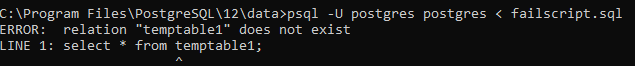 C:\Program Files\PostgreSQL\12\data>psql -U postgres postgres < failscript.sql
ERROR:  relation "temptable1" does not exist
LINE 1: select * from temptable1;
                      ^